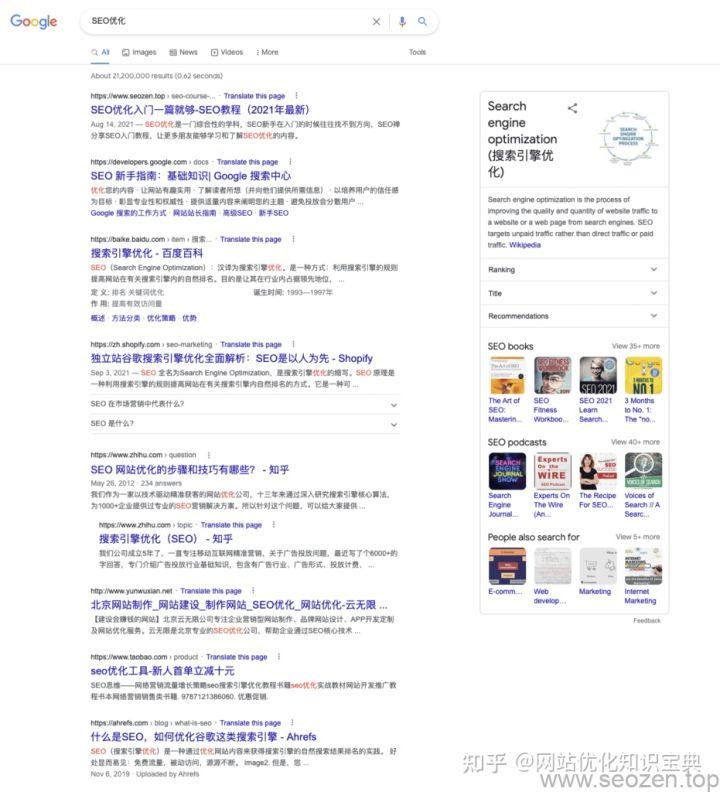 Google
SEO优化
All Images News Videos More Tools
About 21,200,000 results (0.62 seconds)
https://www.seozen.top › seo-course-... · Translate this page
SEO优化入门一篇就够-SEO教程（2021年最新）
Aug 14, 2021 — SEO优化是一门综合性的学科，SEO新手在入门的时候往往找不到方向，SEO禅
分享SEO入门教程，让更多朋友能够学习和了解SEO优化的内容。
https://developers.google.com › docs · Translate this page
SEO 新手指南：基础知识| Google 搜索中心
优化您的内容 · 让网站有趣实用 · 了解读者所想（并向他们提供所需信息） · 以培养用户的信任感
为目标 · 彰显专业性和权威性 · 提供适量内容来阐明您的主题 · 避免投放会分散用户 ...
Google 搜索的工作方式 · 网站站长指南 · 高级SEO · 新手SEO
https://baike.baidu.com › item › 搜索... · Translate this page
搜索引擎优化 - 百度百科
SEO（Search Engine Optimization）：汉译为搜索引擎优化。是一种方式：利用搜索引擎的规则
提高网站在有关搜索引擎内的自然排名。目的是让其在行业内占据领先地位， ...
定 义: 排名 关键词优化 诞生时间: 1993—1997年
作 用: 提高有效访问量
概述 · 方法分类 · 优化策略 · 优势
https://zh.shopify.com › seo-marketing · Translate this page
独立站谷歌搜索引擎优化全面解析：SEO是以人为先 - Shopify
Sep 3, 2021 — SEO 全名为Search Engine Optimization，是搜索引擎优化的缩写。SEO 原理是
一种利用搜索引擎的规则提高网站在有关搜索引擎内自然排名的方式。它是一种可 ...
SEO 在市场营销中代表什么?
SEO 是什么?
https://www.zhihu.com › question
SEO 网站优化的步骤和技巧有哪些？ - 知乎
May 26, 2012 · 234 answers
我们作为一家以技术驱动精准获客的网站优化公司，十三年来通过深入研究搜索引擎核心算法，
为1000+企业提供过专业的SEO营销解决方案。所以针对这个问题，可以给大家提供 ...
https://www.zhihu.com › topic · Translate this page
搜索引擎优化（SEO） - 知乎
我们公司成立5年了，一直专注移动互联网精准营销，关于广告投放问题，最近写了个6000+的
字回答，专门介绍广告投放行业基础知识，包含有广告行业、广告形式、投放计费、 ...
http://www.yunwuxian.net · Translate this page
北京网站制作_网站建设_制作网站_SEO优化_网站优化-云无限 ...
【建设会赚钱的网站】北京云无限公司专注企业营销型网站制作、品牌网站设计、APP开发定制
及网站优化服务。云无限是北京专业的SEO优化公司，帮助企业通过SEO核心技术 ...
https://www.taobao.com › product · Translate this page
seo优化工具-新人首单立减十元
SEO思维——网络营销流量增长策略seo搜索引擎优化教程书籍seo优化实战教材网站开发推广教
程书本网络营销销售类书籍. 9787121386060. 优惠促销.
https://ahrefs.com › blog › what-is-seo · Translate this page
什么是SEO，如何优化谷歌这类搜索引擎 - Ahrefs
SEO（搜索引擎优化）是一种通过优化网站内容来获得搜索引擎的自然搜索结果排名的实践。 好
处显而易见：免费流量，被动访问，源源不断。 image2. 但是，您 ...
Nov 6, 2019 · Uploaded by Ahrefs
Search
engine
optimization
(搜索引擎优
化)
SEARCH
ENGINE
OPTIMIZATION
PROCESS
Search engine optimization is the process of
improving the quality and quantity of website traffic to
a website or a web page from search engines. SEO
targets unpaid traffic rather than direct traffic or paid
traffic. Wikipedia
Ranking
Title
Recommendations
SEO books View 35+ more
The Art of SEO: Masterin...
SEO Fitness Workboo...
SEO 2021 Learn Search...
3 Months to No. 1: The "no...
SEO podcasts View 40+ more
Search Engine Journal...
Experts On The Wire (An...
The Recipe For SEO...
Voices of Search // A Searc...
People also search for View 5+ more
E-comm...
Web develop...
Marketing
Internet Marketing
Feedback
知乎 @网站优化知识宝典
www.seozen.top